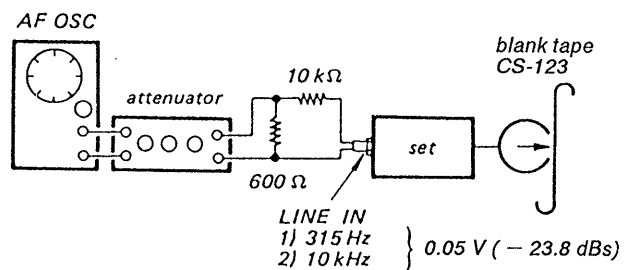 AF OSC
blank tape
CS-123
10 kΩ
attenuator
set
600 Ω
LINE IN
1) 315 Hz
2) 10 kHz
0.05 V ( − 23.8 dBs)